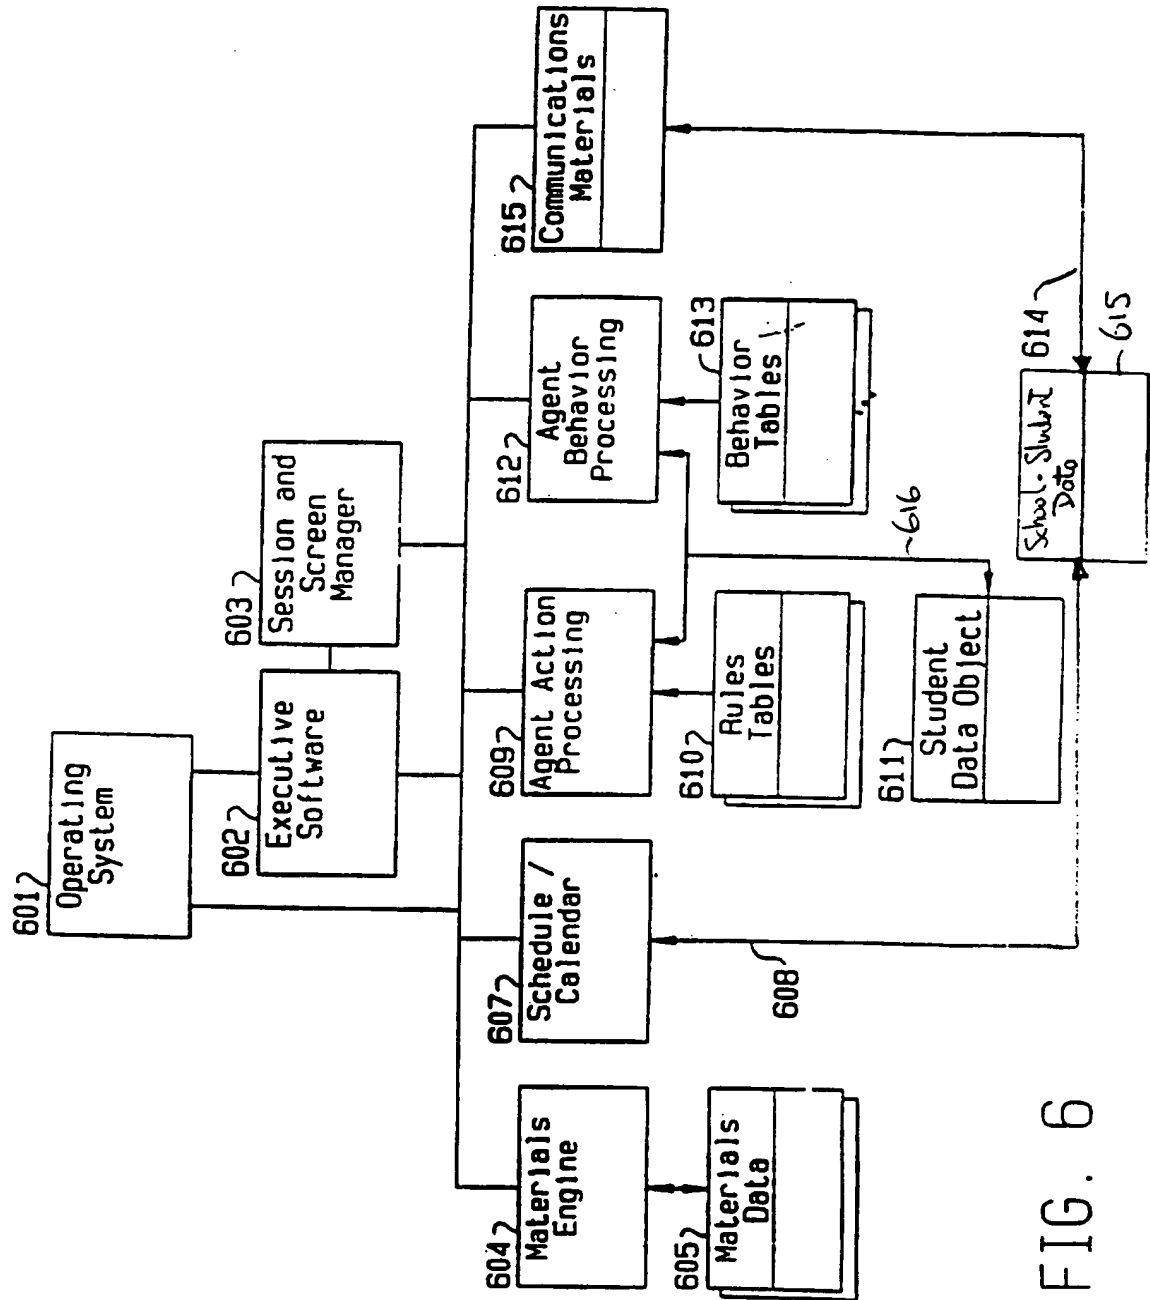 601
Operating
System
602
Executive
Software
603
Session and
Screen
Manager
604
Materials
Engine
605
Materials
Data
607
Schedule /
Calendar
608
609
Agent Action
Processing
610
Rules
Tables
611
Student
Data Object
612
Agent
Behavior
Processing
613
Behavior
Tables
616
615
Communications
Materials
614
School-Student
Data
615
FIG. 6